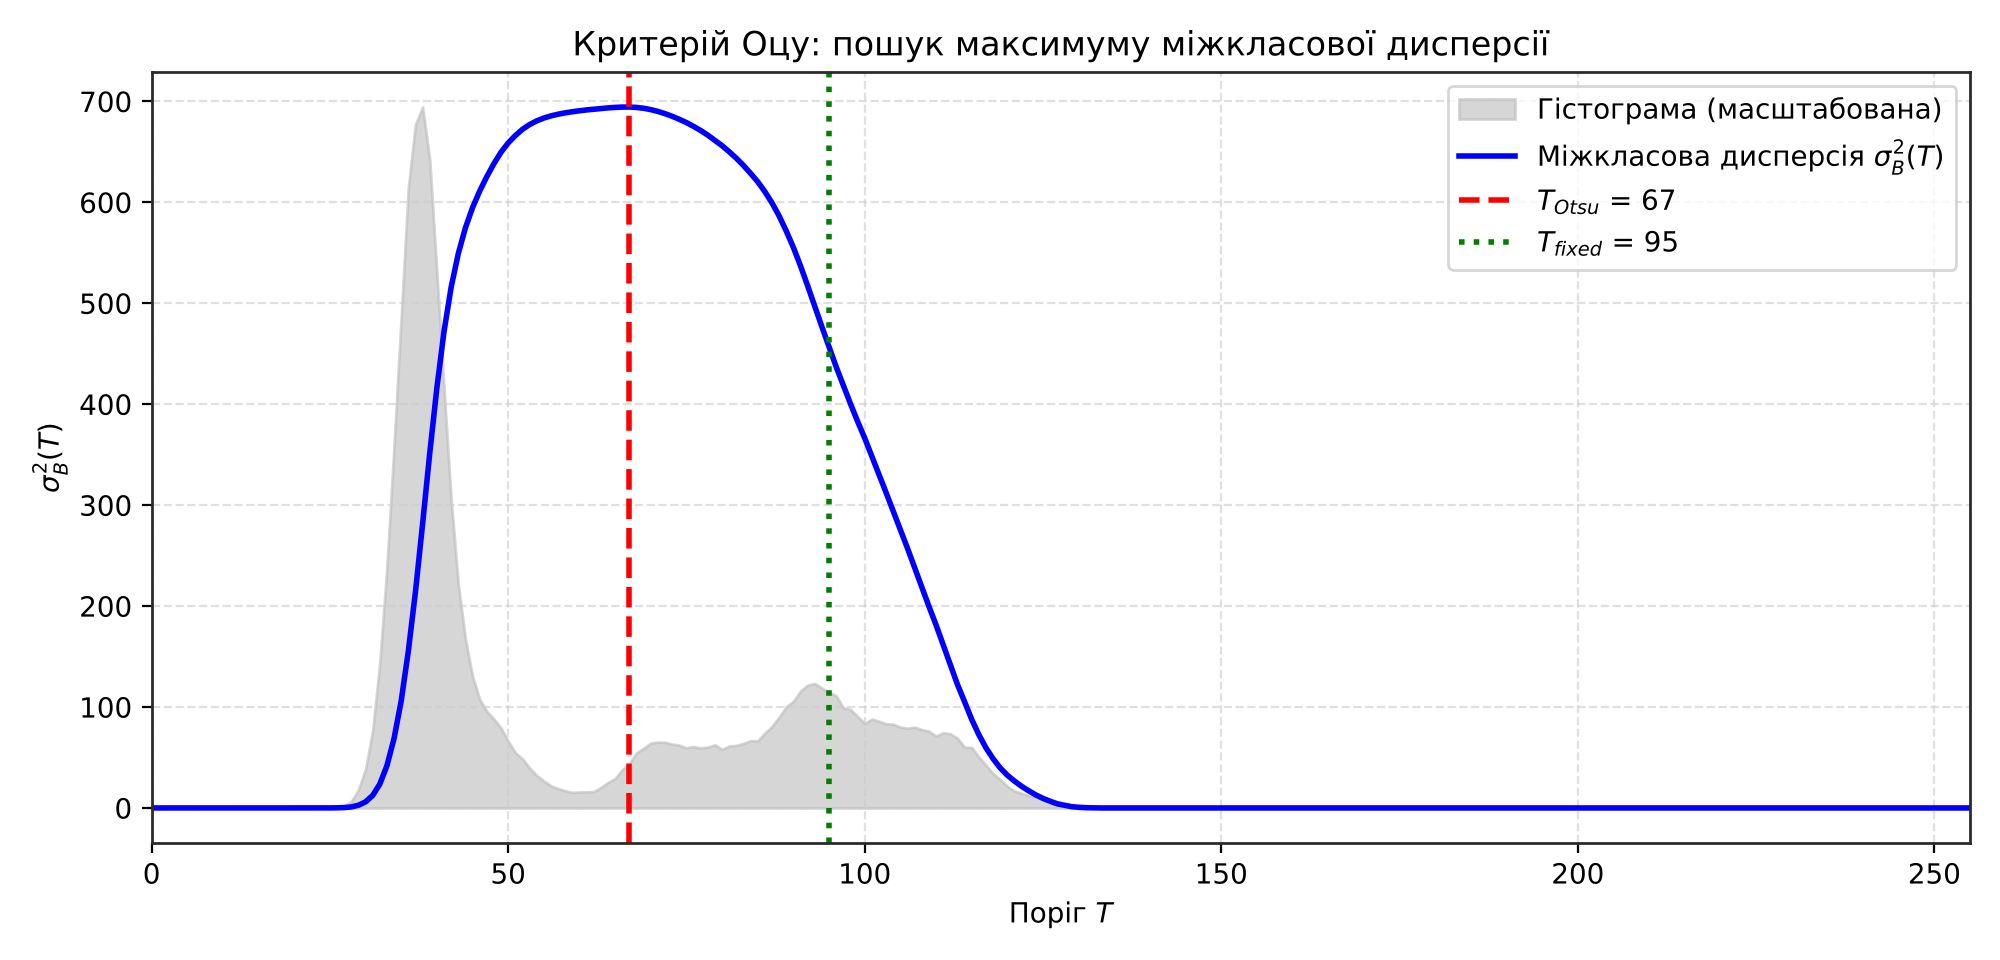 Критерій Оцу: пошук максимуму міжкласової дисперсії
Гістограма (масштабована)
Міжкласова дисперсія σ²_B(T)
T_Otsu = 67
T_fixed = 95
σ²_B(T)
700
600
500
400
300
200
100
0
0 50 100 150 200 250
Поріг T